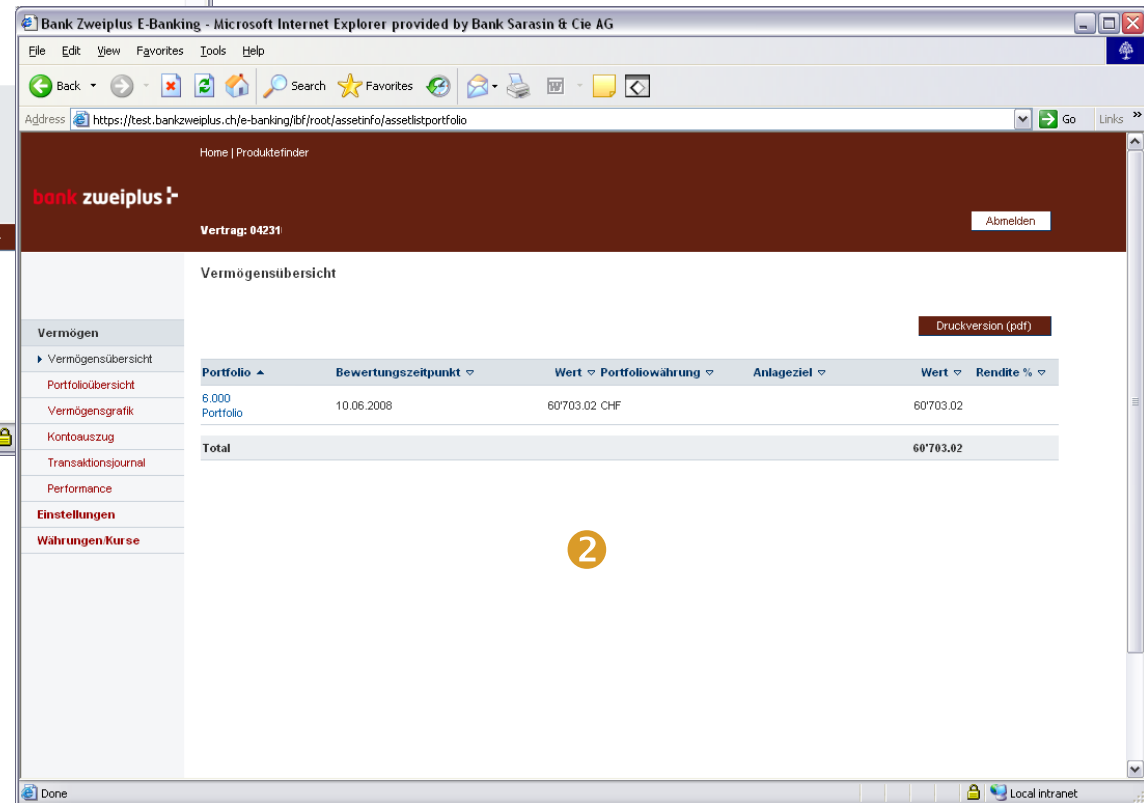 Bank Zweiplus E-Banking - Microsoft Internet Explorer provided by Bank Sarasin & Cie AG
File Edit View Favorites Tools Help
Back Search Favorites
Address https://test.bankzweiplus.ch/e-banking/ibf/root/assetinfo/assetlistportfolio Go Links »
Home | Produktefinder
bank zweiplus
Vertrag: 04231
Abmelden
Vermögensübersicht
Druckversion (pdf)
Vermögen
Vermögensübersicht
Portfolioübersicht
Vermögensgrafik
Kontoauszug
Transaktionsjournal
Performance
Einstellungen
Währungen/Kurse
Portfolio Bewertungszeitpunkt Wert Portfoliowährung Anlageziel Wert Rendite %
6.000
Portfolio 10.06.2008 60'703.02 CHF 60'703.02
Total 60'703.02
2
Done Local intranet